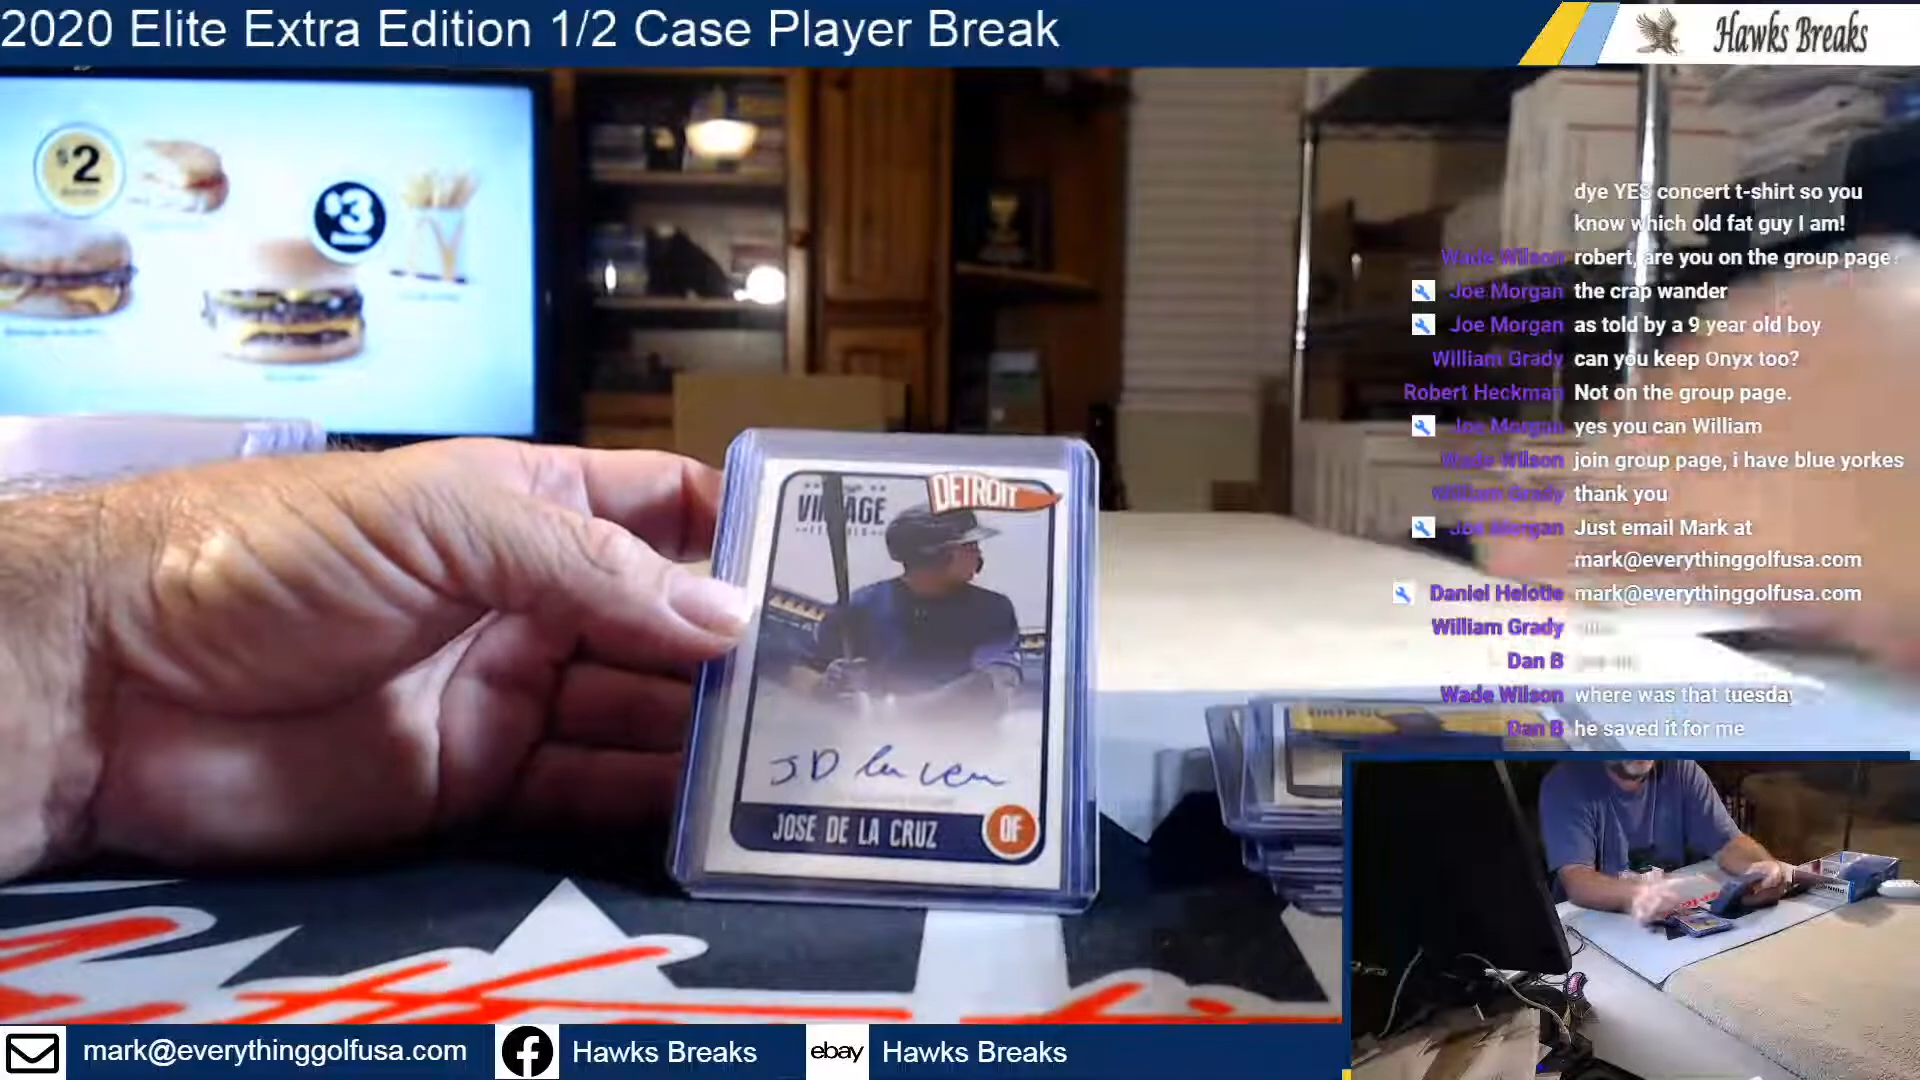 2020 Elite Extra Edition 1/2 Case Player Break
Hawks Breaks
$2
$3
dye YES concert t-shirt so you
know which old fat guy I am!
Wade Wilson robert, are you on the group page
Joe Morgan the crap wander
Joe Morgan as told by a 9 year old boy
William Grady can you keep Onyx too?
Robert Heckman Not on the group page.
Joe Morgan yes you can William
Wade Wilson join group page, i have blue yorkes
William Grady thank you
Joe Morgan Just email Mark at
mark@everythinggolfusa.com
Daniel Helotie mark@everythinggolfusa.com
William Grady
Dan B
Wade Wilson where was that tuesday
Dan B he saved it for me
VINTAGE
DETROIT
JOSE DE LA CRUZ
OF
mark@everythinggolfusa.com
Hawks Breaks
ebay
Hawks Breaks